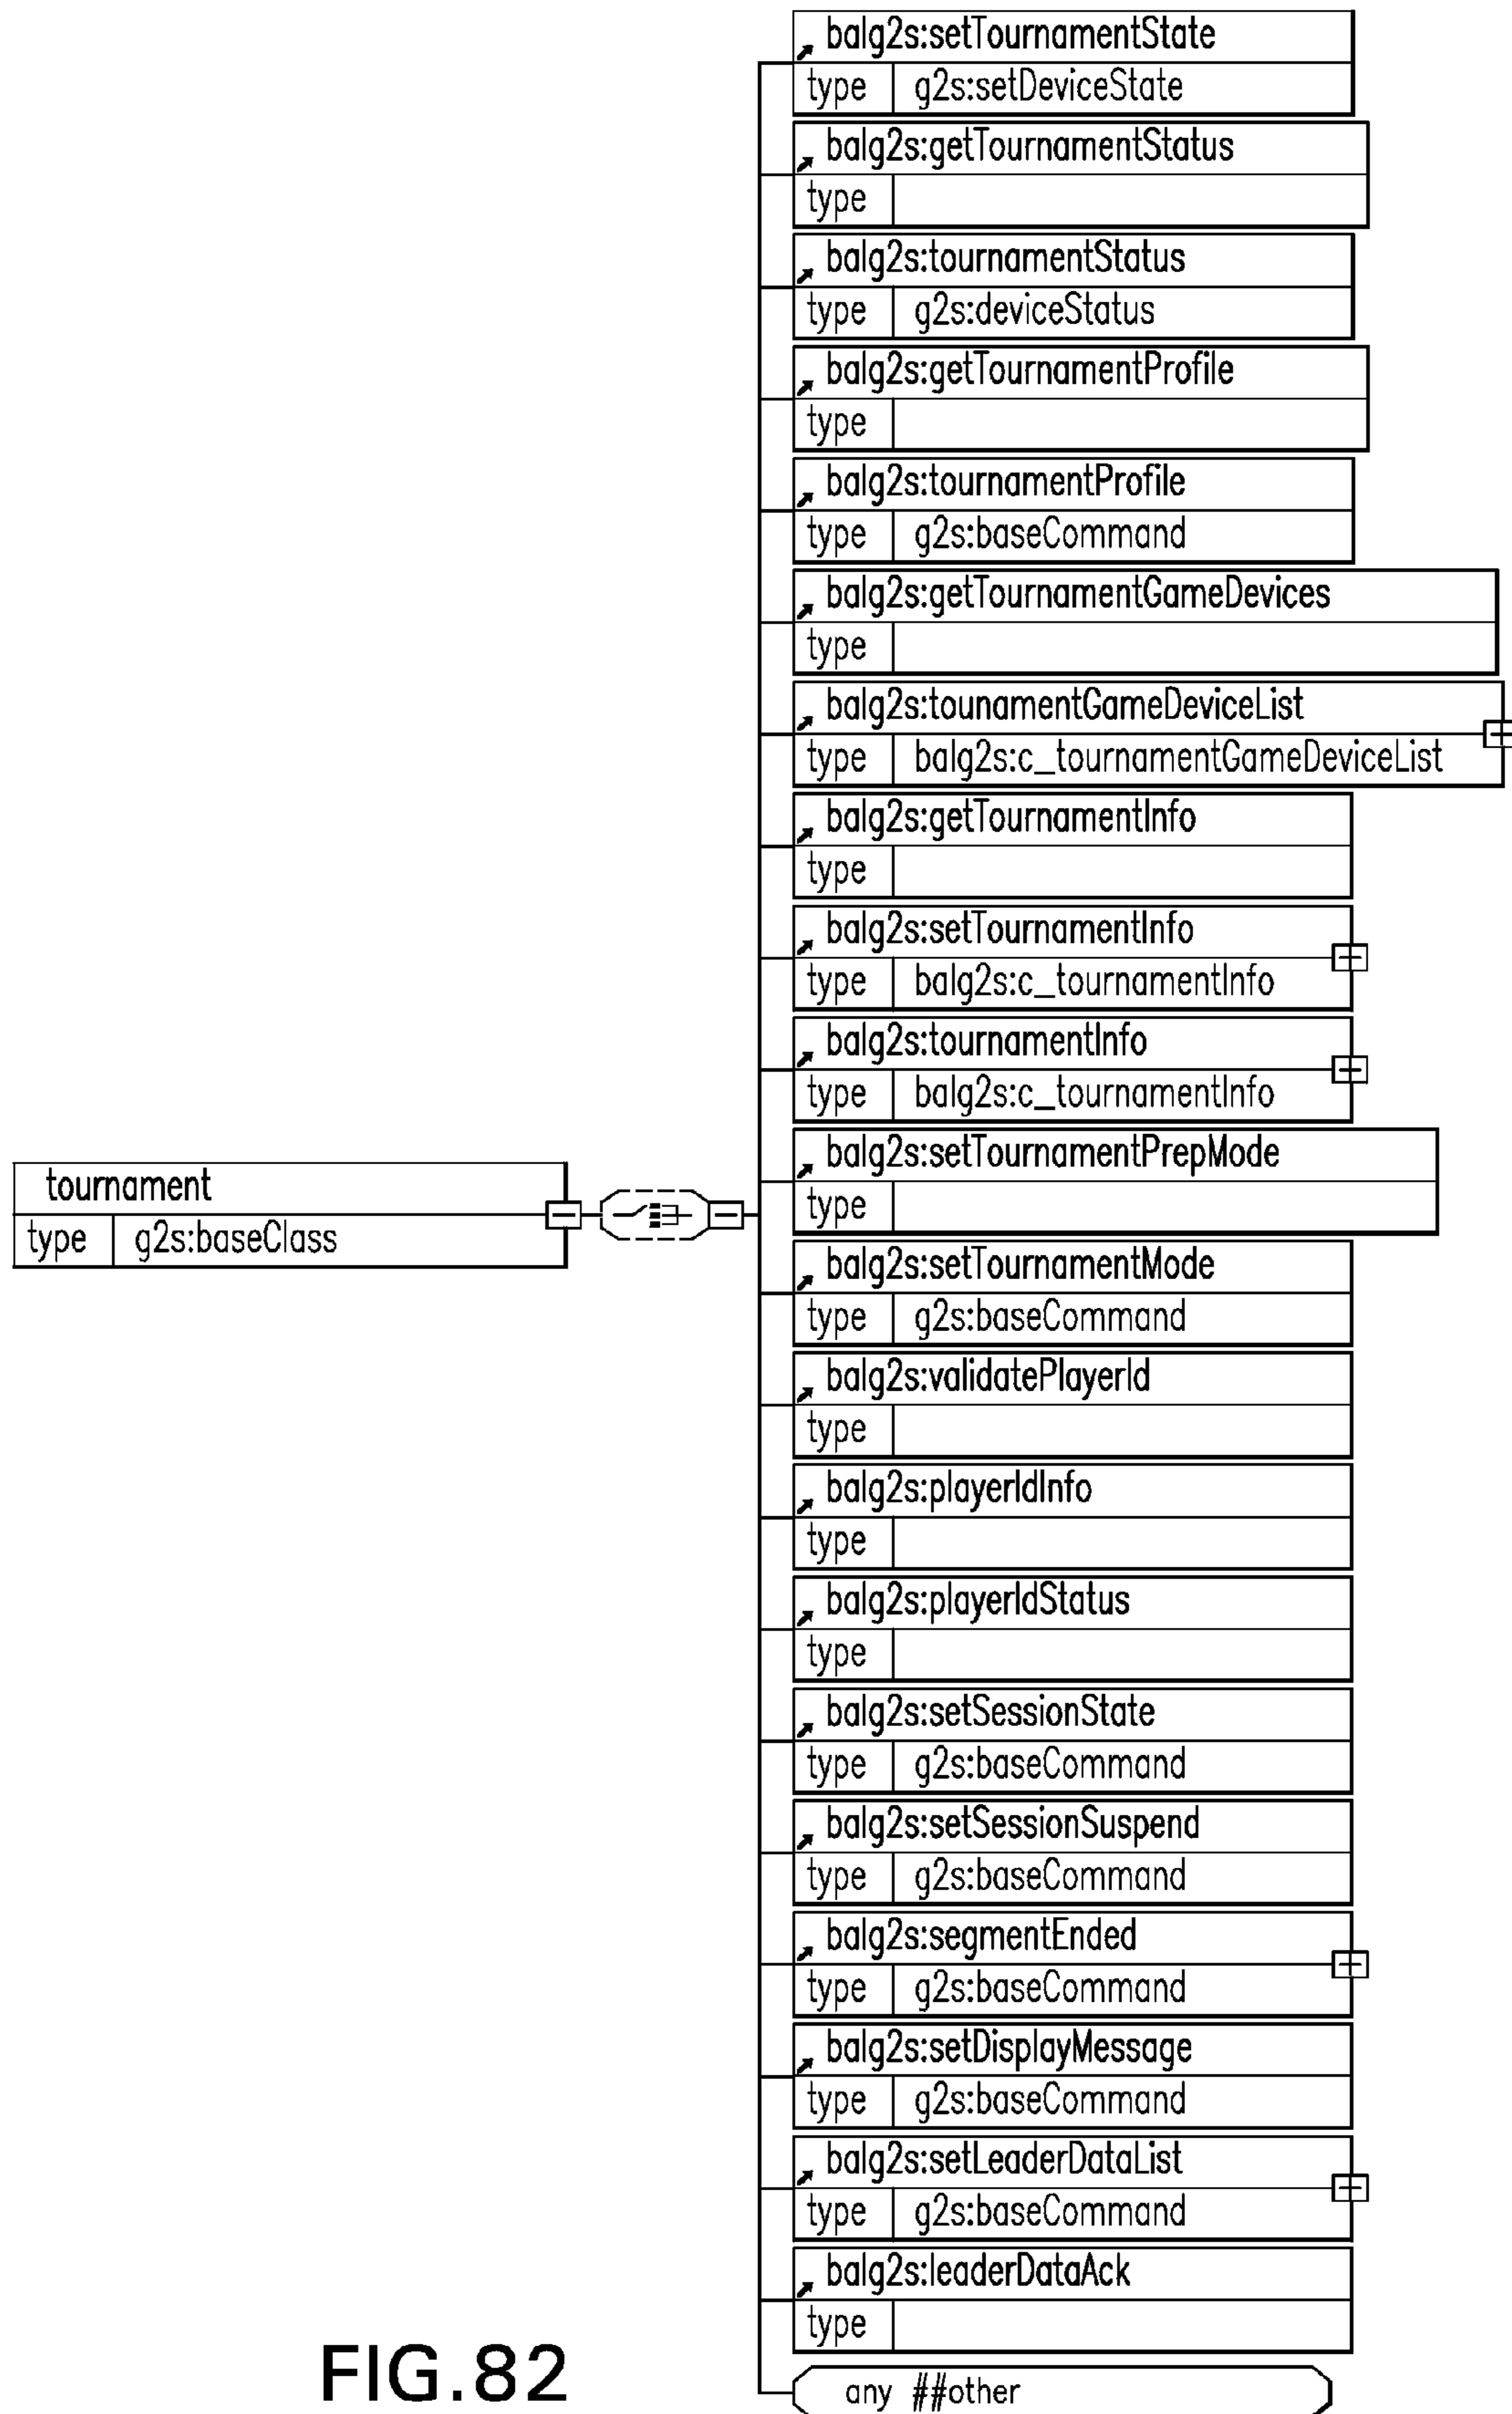 balg2s:setTournamentState
type g2s:setDeviceState
balg2s:getTournamentStatus
type
balg2s:tournamentStatus
type g2s:deviceStatus
balg2s:getTournamentProfile
type
balg2s:tournamentProfile
type g2s:baseCommand
balg2s:getTournamentGameDevices
type
balg2s:tounamentGameDeviceList
type balg2s:c_tournamentGameDeviceList
balg2s:getTournamentInfo
type
balg2s:setTournamentInfo
type balg2s:c_tournamentInfo
balg2s:tournamentInfo
type balg2s:c_tournamentInfo
balg2s:setTournamentPrepMode
type
tournament
type g2s:baseClass
balg2s:setTournamentMode
type g2s:baseCommand
balg2s:validatePlayerId
type
balg2s:playerIdInfo
type
balg2s:playerIdStatus
type
balg2s:setSessionState
type g2s:baseCommand
balg2s:setSessionSuspend
type g2s:baseCommand
balg2s:segmentEnded
type g2s:baseCommand
balg2s:setDisplayMessage
type g2s:baseCommand
balg2s:setLeaderDataList
type g2s:baseCommand
balg2s:leaderDataAck
type
any ##other
FIG.82